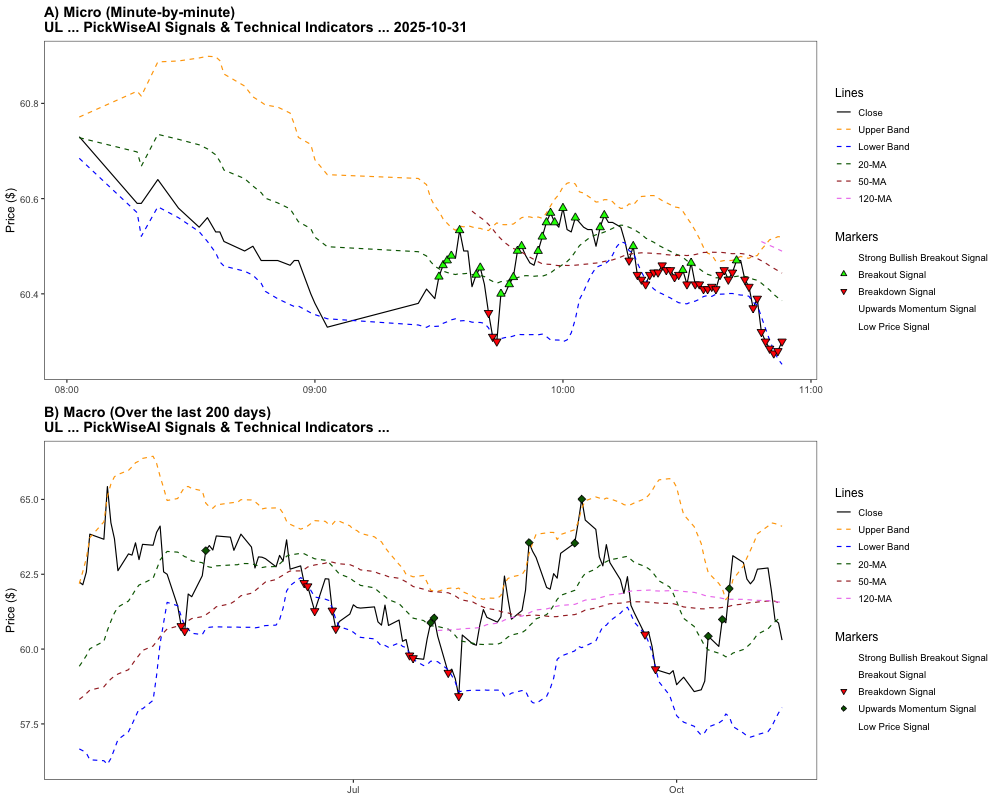 A) Micro (Minute-by-minute)
UL ... PickWiseAI Signals & Technical Indicators ... 2025-10-31
Price ($)
60.8
60.6
60.4
08:00
09:00
10:00
11:00
Lines
Close
Upper Band
Lower Band
20-MA
50-MA
120-MA
Markers
Strong Bullish Breakout Signal
Breakout Signal
Breakdown Signal
Upwards Momentum Signal
Low Price Signal
B) Macro (Over the last 200 days)
UL ... PickWiseAI Signals & Technical Indicators ...
Price ($)
65.0
62.5
60.0
57.5
Jul
Oct
Lines
Close
Upper Band
Lower Band
20-MA
50-MA
120-MA
Markers
Strong Bullish Breakout Signal
Breakout Signal
Breakdown Signal
Upwards Momentum Signal
Low Price Signal